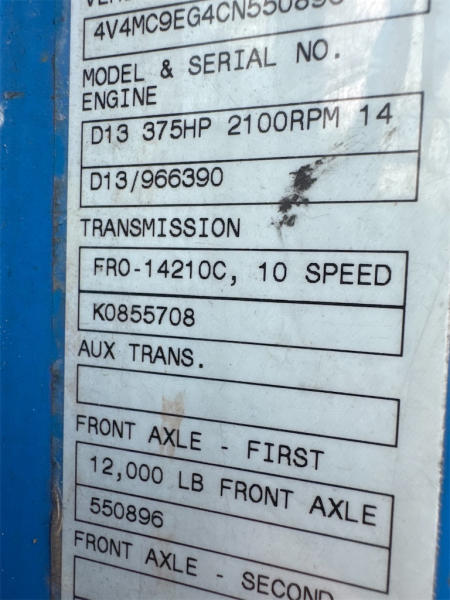 4V4MC9EG4CN550896
MODEL & SERIAL NO.
ENGINE
D13 375HP 2100RPM 14
D13/966390
TRANSMISSION
FRO-14210C, 10 SPEED
K0855708
AUX TRANS.
FRONT AXLE - FIRST
12,000 LB FRONT AXLE
550896
FRONT AXLE - SECOND